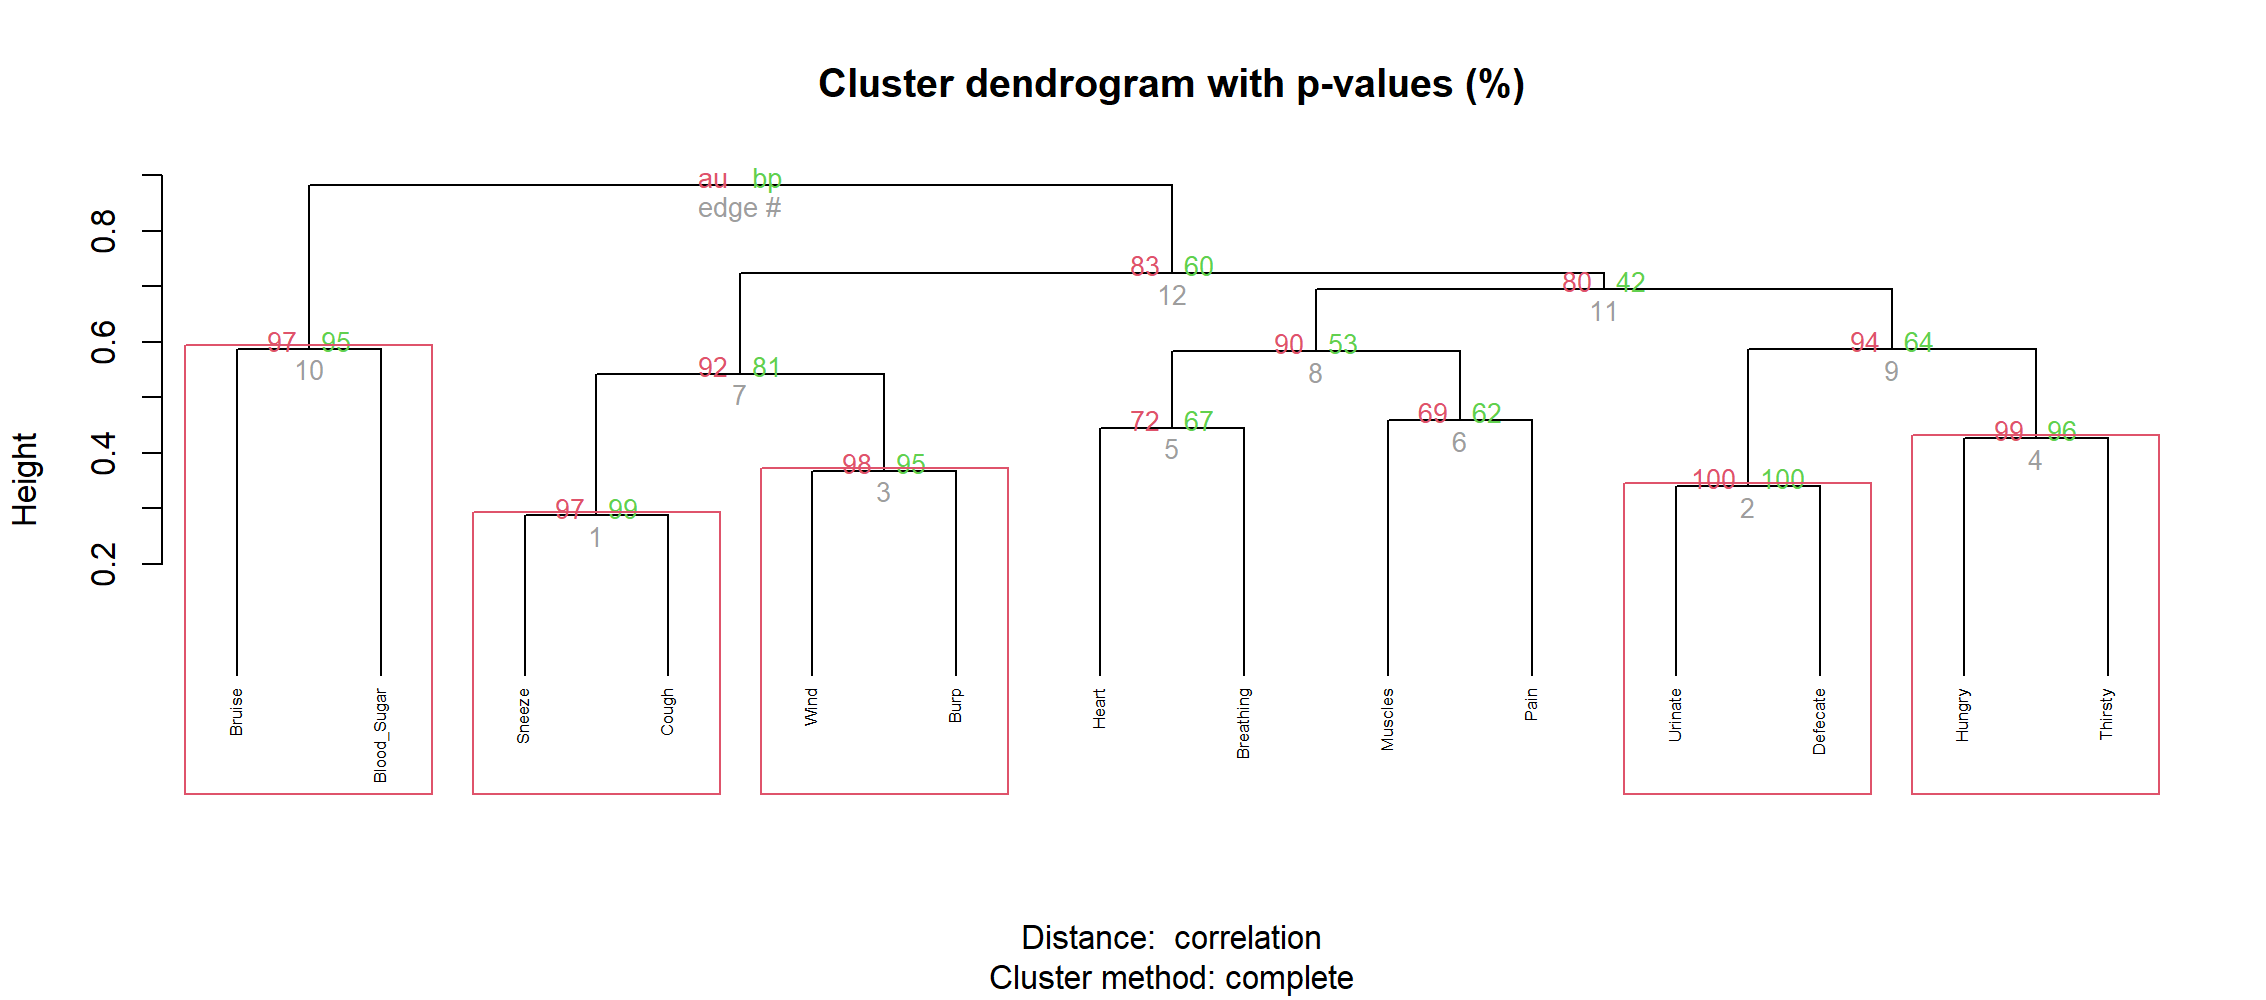 Cluster dendrogram with p-values (%)
Height
0.2 0.4 0.6 0.8
au bp
edge #
83 60
12
80 42
11
97 95
10
90 53
8
94 64
9
92 81
7
72 67
5
69 62
6
99 96
4
98 95
3
100 100
2
97 99
1
Bruise
Blood_Sugar
Sneeze
Cough
Wind
Burp
Heart
Breathing
Muscles
Pain
Urinate
Defecate
Hungry
Thirsty
Distance: correlation
Cluster method: complete